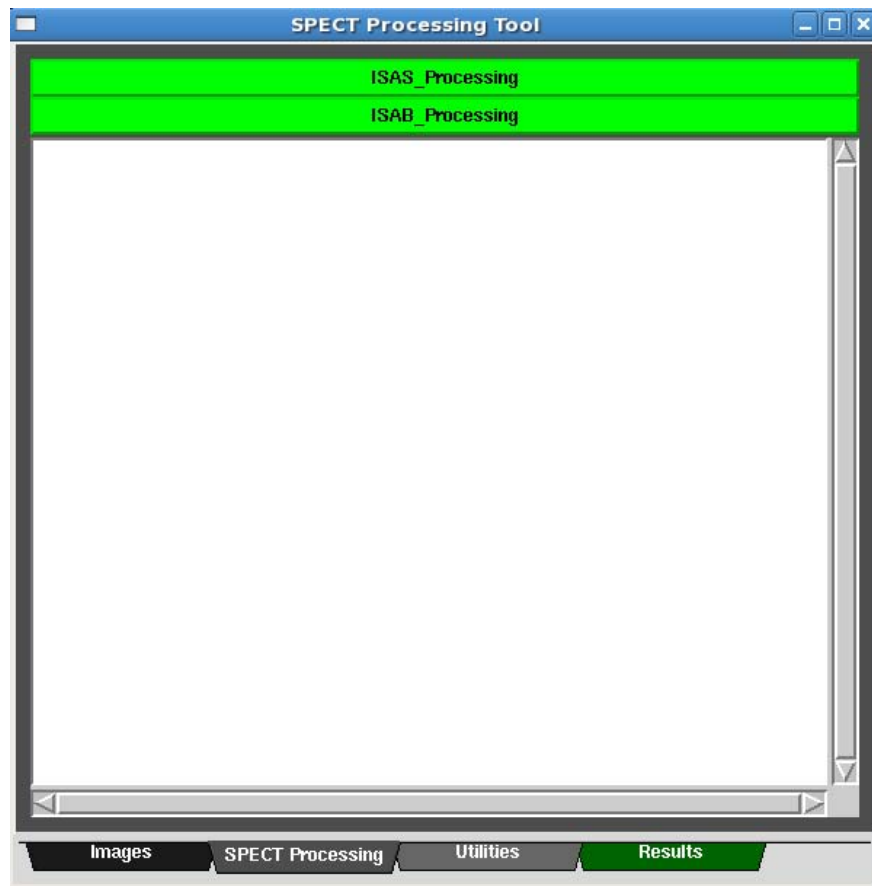 SPECT Processing Tool
ISAS_Processing
ISAB_Processing
Images SPECT Processing Utilities Results